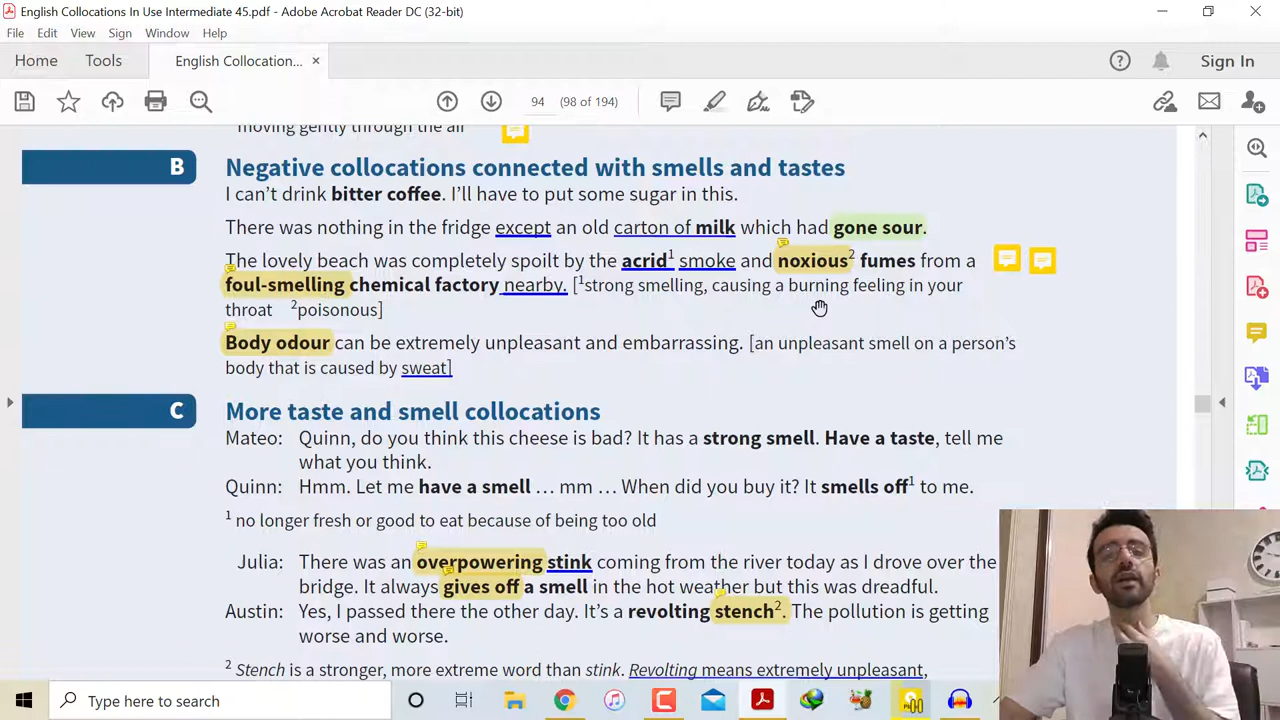 English Collocations In Use Intermediate 45.pdf - Adobe Acrobat Reader DC (32-bit)
File Edit View Sign Window Help
Home Tools English Collocation... ×
Sign In
94 (98 of 194)
moving gently through the air
B Negative collocations connected with smells and tastes
I can't drink bitter coffee. I'll have to put some sugar in this.
There was nothing in the fridge except an old carton of milk which had gone sour.
The lovely beach was completely spoilt by the acrid1 smoke and noxious2 fumes from a
foul-smelling chemical factory nearby. [1strong smelling, causing a burning feeling in your
throat 2poisonous]
Body odour can be extremely unpleasant and embarrassing. [an unpleasant smell on a person's
body that is caused by sweat]
C More taste and smell collocations
Mateo: Quinn, do you think this cheese is bad? It has a strong smell. Have a taste, tell me
what you think.
Quinn: Hmm. Let me have a smell ... mm ... When did you buy it? It smells off1 to me.
1 no longer fresh or good to eat because of being too old
Julia: There was an overpowering stink coming from the river today as I drove over the
bridge. It always gives off a smell in the hot weather but this was dreadful.
Austin: Yes, I passed there the other day. It's a revolting stench2. The pollution is getting
worse and worse.
2 Stench is a stronger, more extreme word than stink. Revolting means extremely unpleasant,
Type here to search